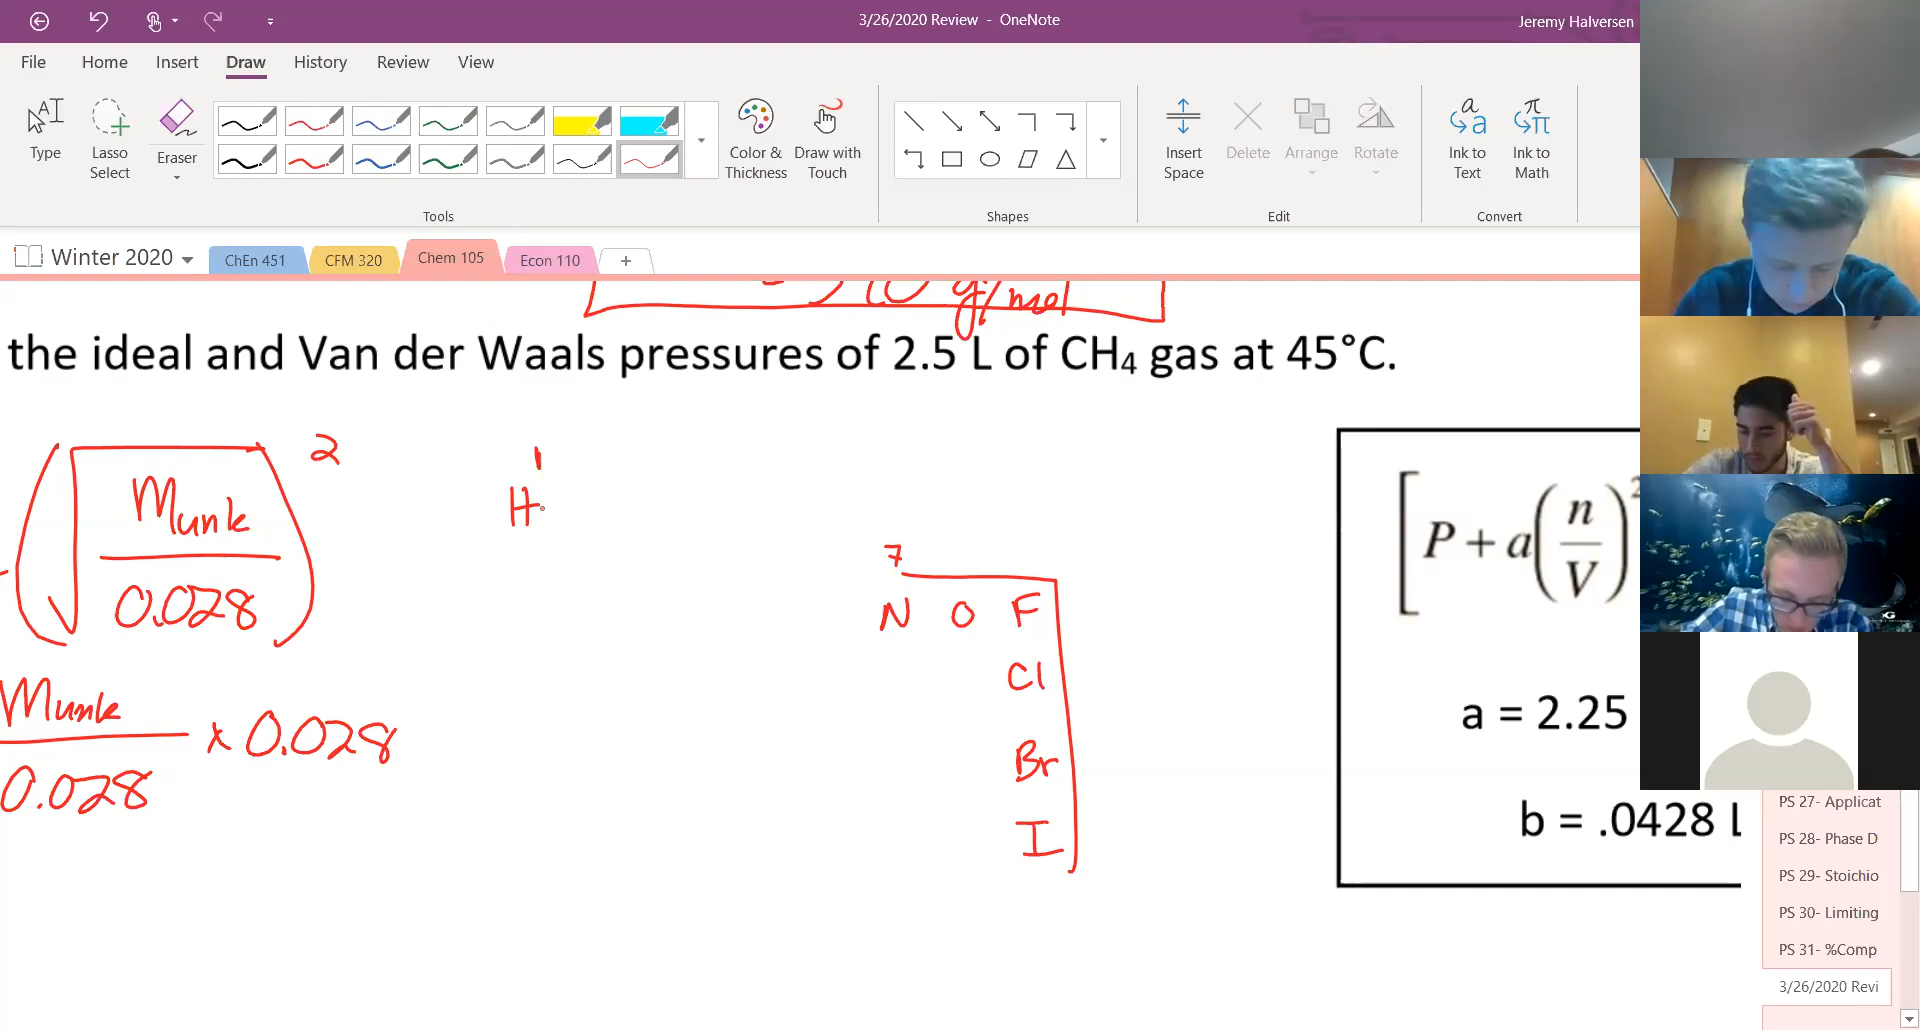 3/26/2020 Review - OneNote
Jeremy Halversen
File Home Insert Draw History Review View
Type
Lasso Select
Eraser
Color & Thickness
Draw with Touch
Insert Space
Delete
Arrange
Rotate
Ink to Text
Ink to Math
Tools
Shapes
Edit
Convert
Winter 2020
ChEn 451
CFM 320
Chem 105
Econ 110
+
g/mol
the ideal and Van der Waals pressures of 2.5 L of CH₄ gas at 45°C.
(√(Munk / 0.028))²
Munk / 0.028 × 0.028
1
H
7
N O F
Cl
Br
I
[P + a(n/V)²
a = 2.25
b = .0428 L
PS 27- Applicat
PS 28- Phase D
PS 29- Stoichio
PS 30- Limiting
PS 31- %Comp
3/26/2020 Revi